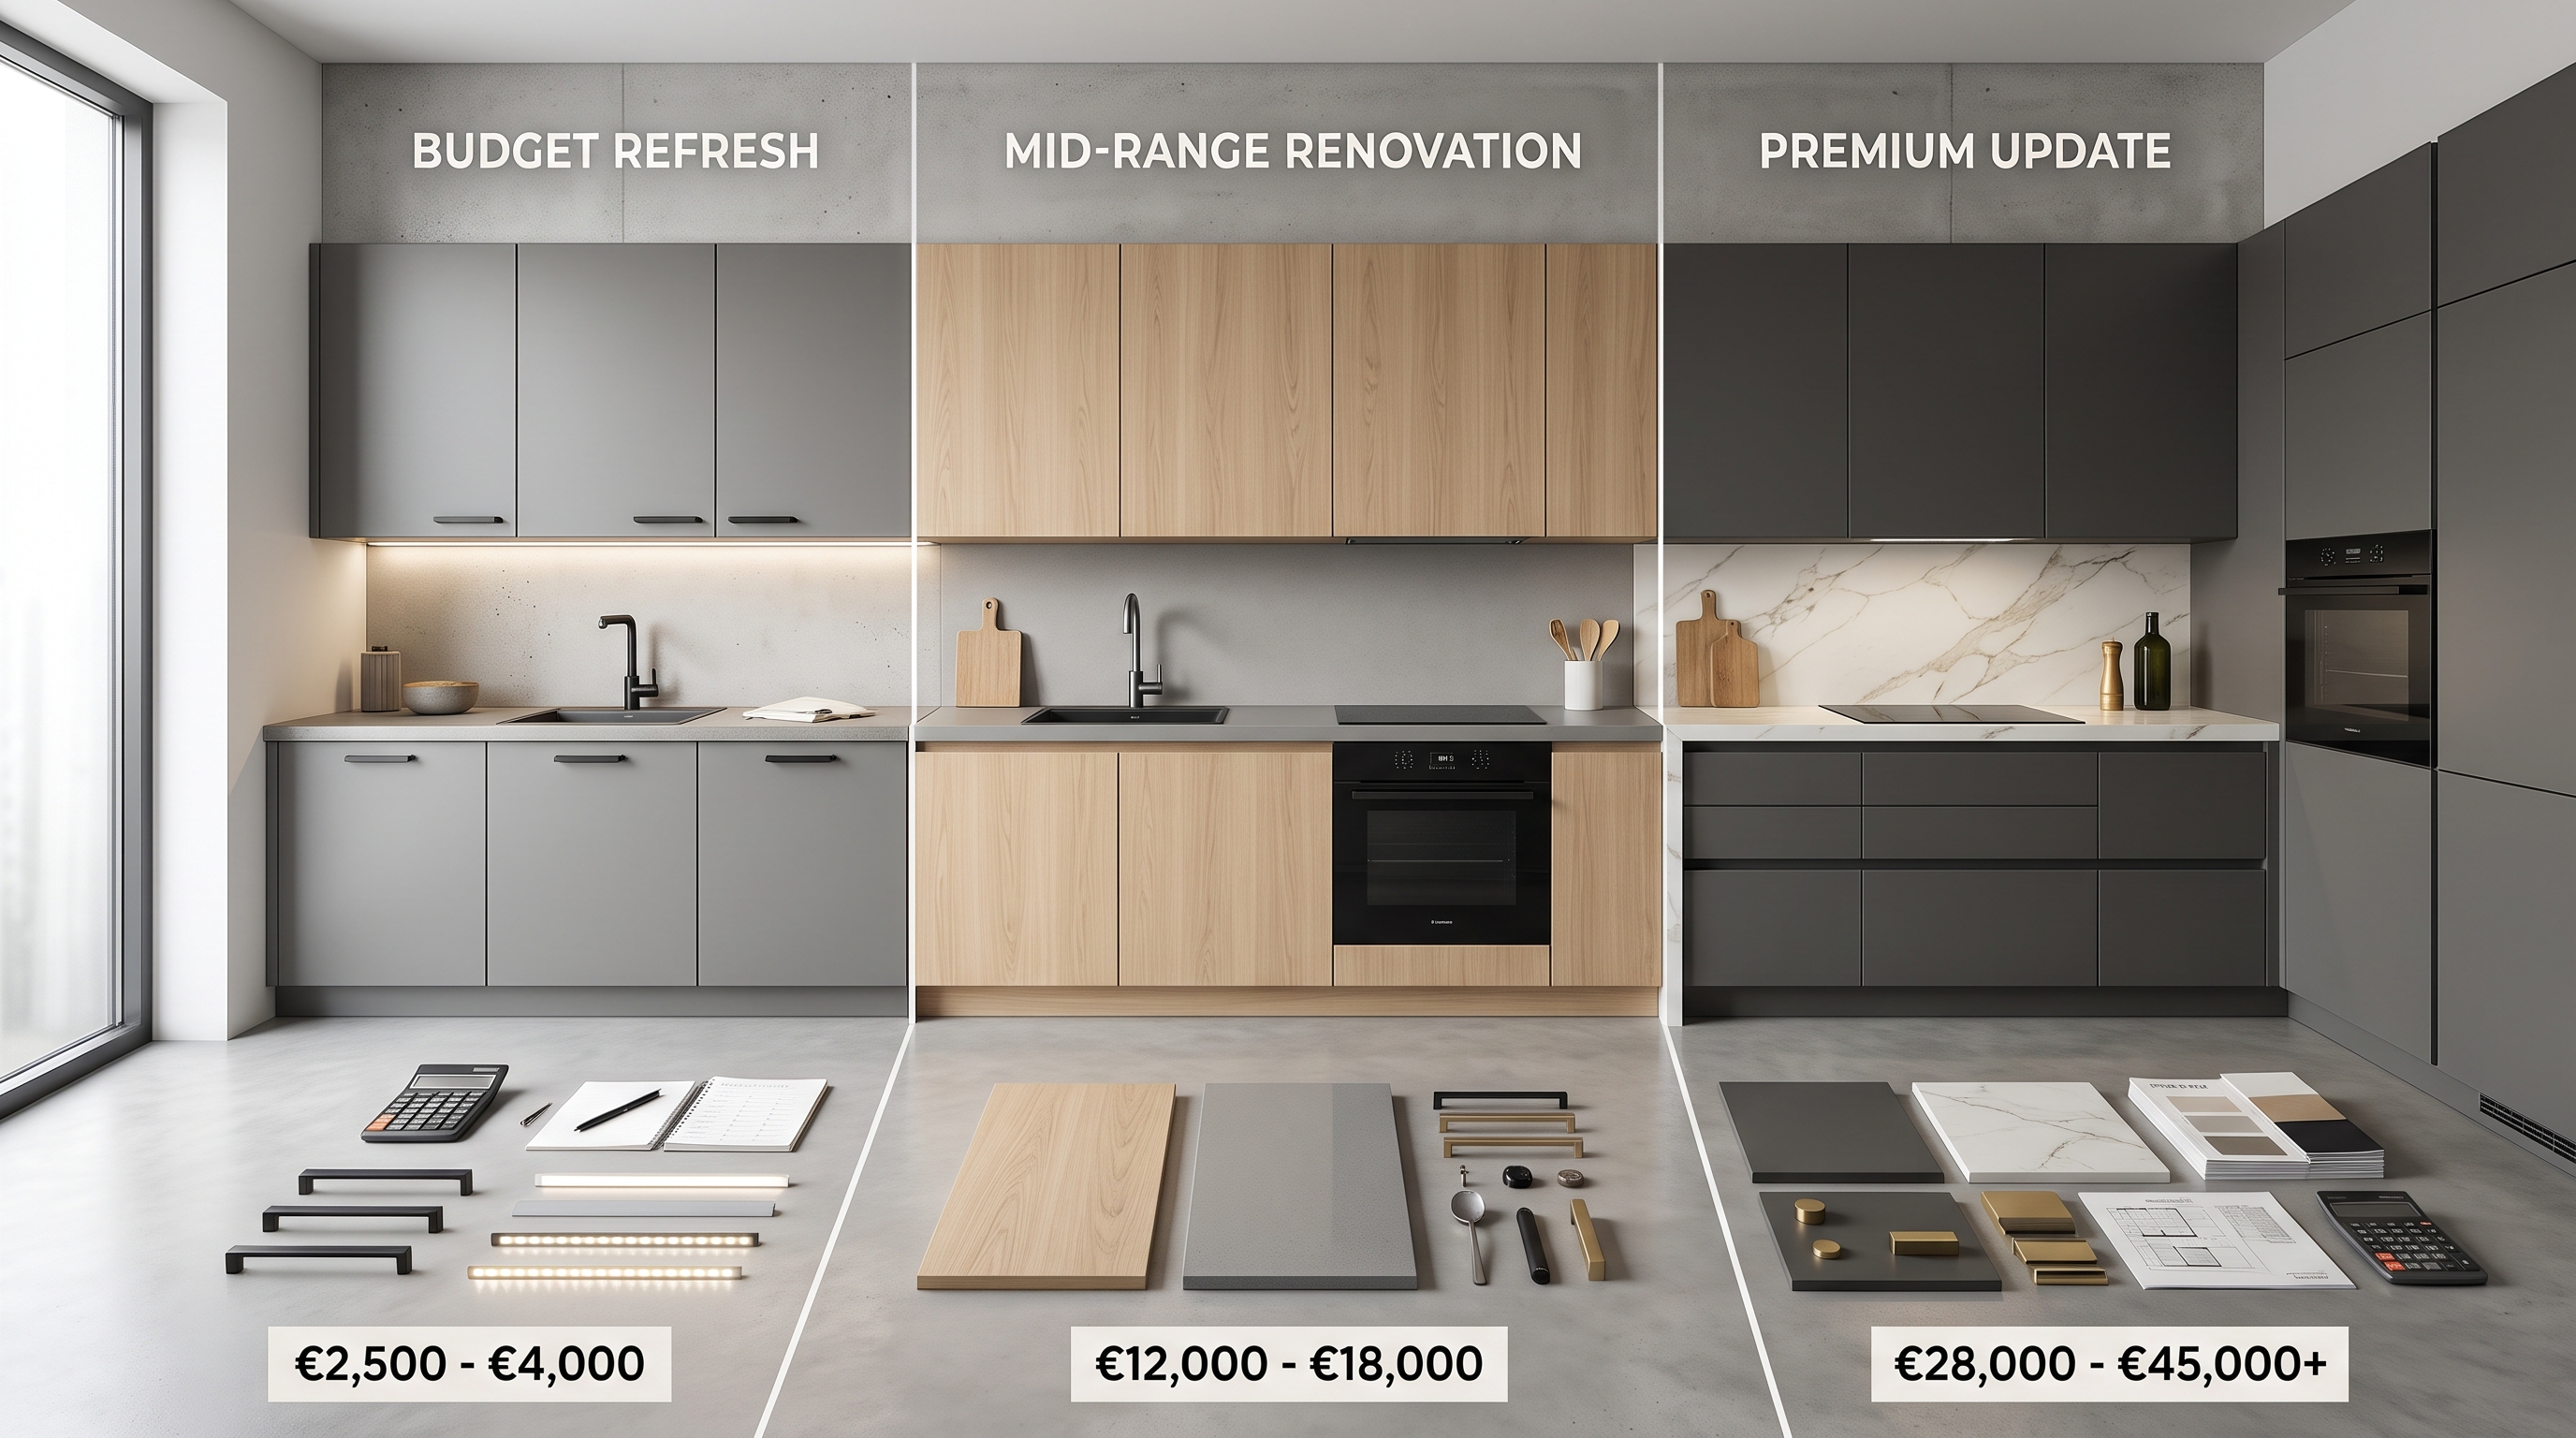 BUDGET REFRESH
MID-RANGE RENOVATION
PREMIUM UPDATE
€2,500 - €4,000
€12,000 - €18,000
€28,000 - €45,000+